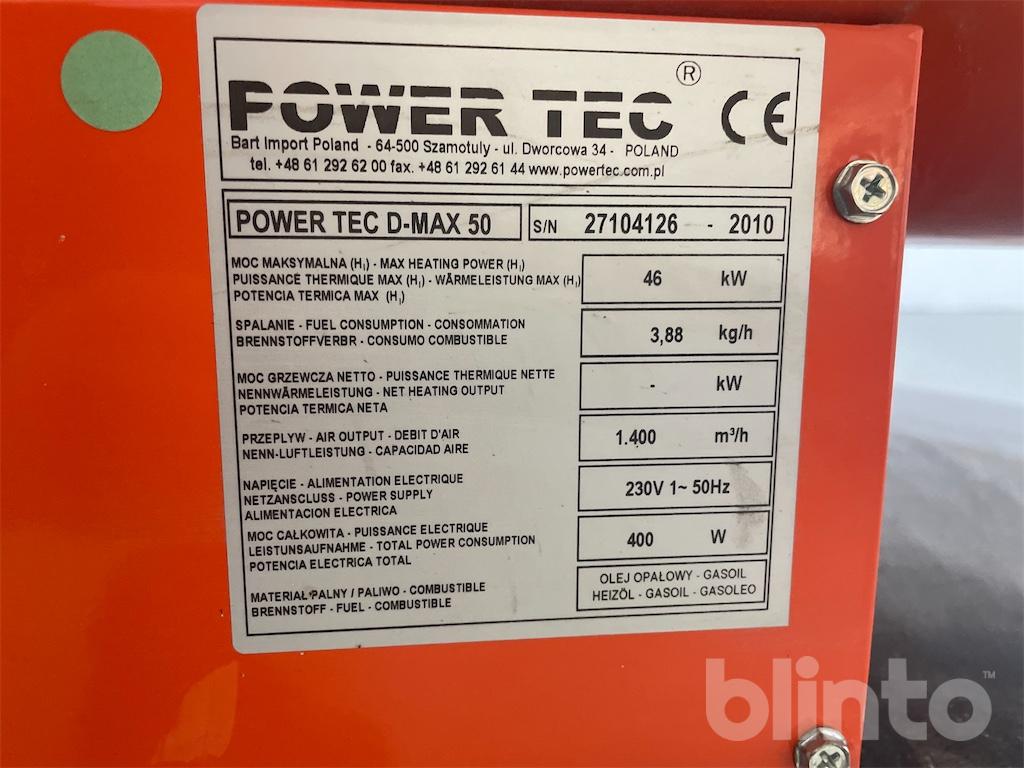 POWER TEC ® CE
Bart Import Poland - 64-500 Szamotuly - ul. Dworcowa 34 - POLAND
tel. +48 61 292 62 00 fax. +48 61 292 61 44 www.powertec.com.pl
POWER TEC D-MAX 50 S/N 27104126 - 2010
MOC MAKSYMALNA (Hᵢ) - MAX HEATING POWER (Hᵢ)
PUISSANCE THERMIQUE MAX (Hᵢ) - WÄRMELEISTUNG MAX (Hᵢ) 46 kW
POTENCIA TERMICA MAX (Hᵢ)
SPALANIE - FUEL CONSUMPTION - CONSOMMATION
BRENNSTOFFVERBR - CONSUMO COMBUSTIBLE 3,88 kg/h
MOC GRZEWCZA NETTO - PUISSANCE THERMIQUE NETTE
NENNWÄRMELEISTUNG - NET HEATING OUTPUT - kW
POTENCIA TERMICA NETA
PRZEPLYW - AIR OUTPUT - DEBIT D'AIR
NENN-LUFTLEISTUNG - CAPACIDAD AIRE 1.400 m³/h
NAPIĘCIE - ALIMENTATION ELECTRIQUE
NETZANSCLUSS - POWER SUPPLY 230V 1~ 50Hz
ALIMENTACION ELECTRICA
MOC CAŁKOWITA - PUISSANCE ELECTRIQUE
LEISTUNSAUFNAHME - TOTAL POWER CONSUMPTION 400 W
POTENCIA ELECTRICA TOTAL
MATERIAŁ PALNY / PALIWO - COMBUSTIBLE
BRENNSTOFF - FUEL - COMBUSTIBLE
OLEJ OPAŁOWY - GASOIL
HEIZÖL - GASOIL - GASOLEO
blinto™